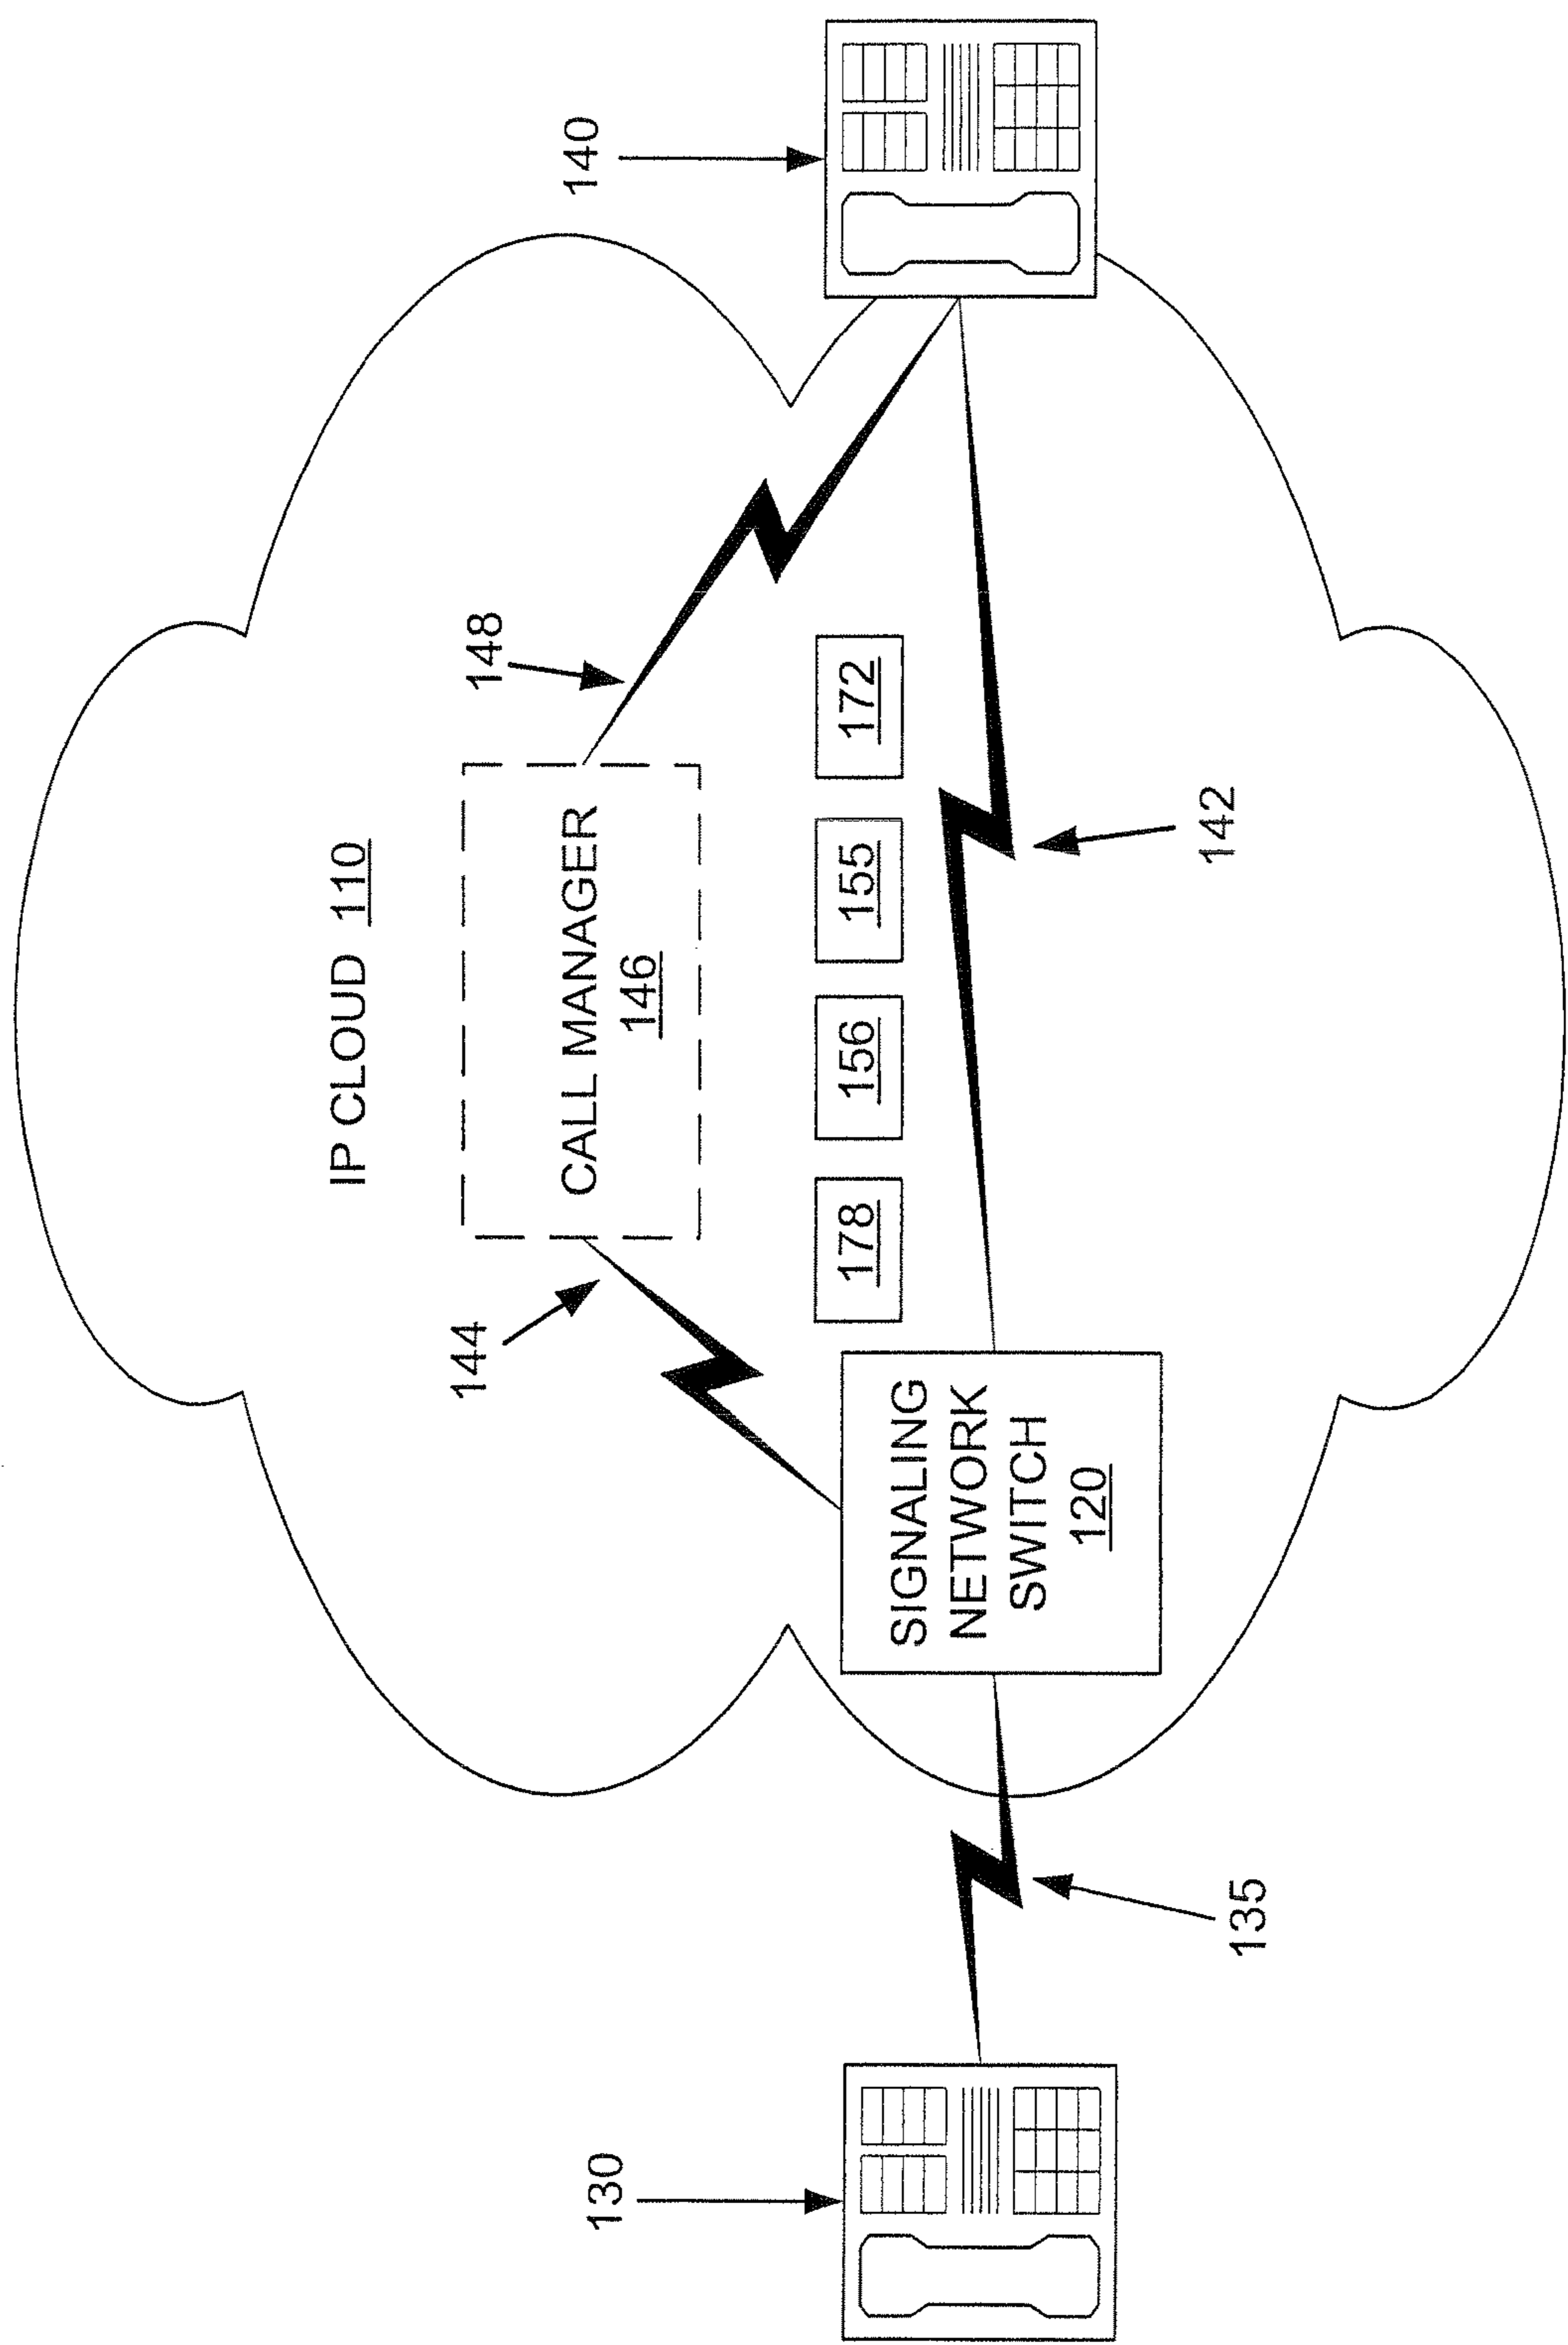 IP CLOUD 110
140
148
144
CALL MANAGER
146
130
178
156
155
172
SIGNALING
NETWORK
SWITCH
120
142
135